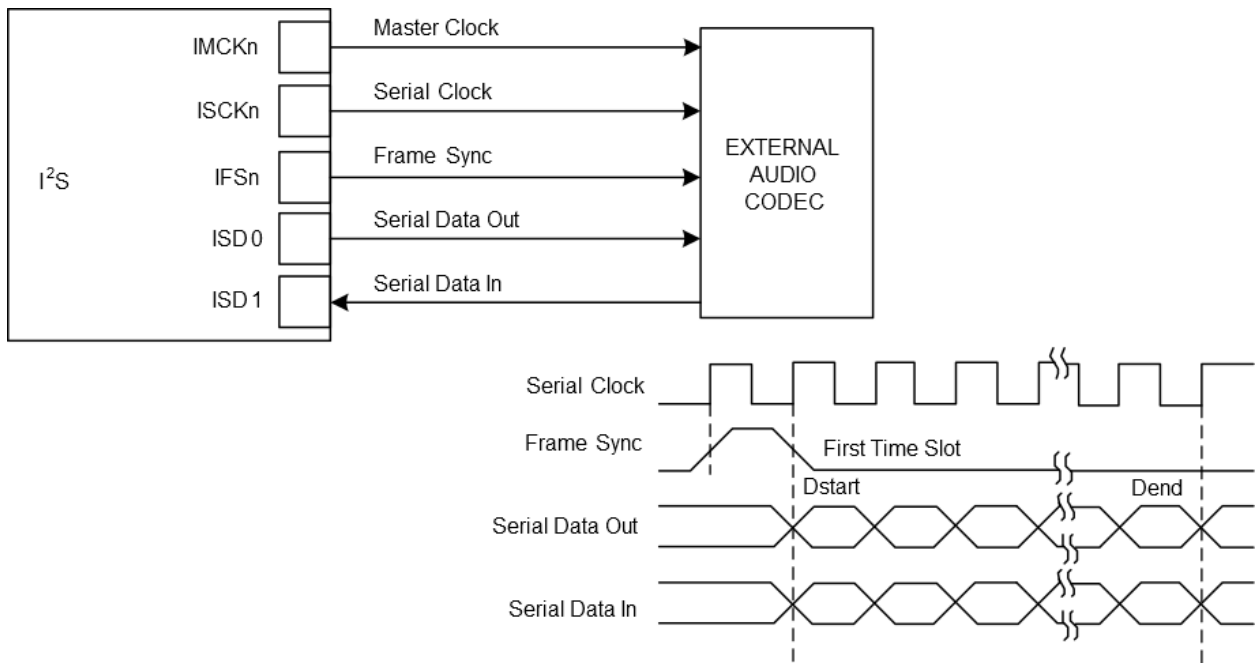 I²S
IMCKn
ISCKn
IFSn
ISD0
ISD1
Master Clock
Serial Clock
Frame Sync
Serial Data Out
Serial Data In
EXTERNAL
AUDIO
CODEC
Serial Clock
Frame Sync
First Time Slot
Dstart
Dend
Serial Data Out
Serial Data In